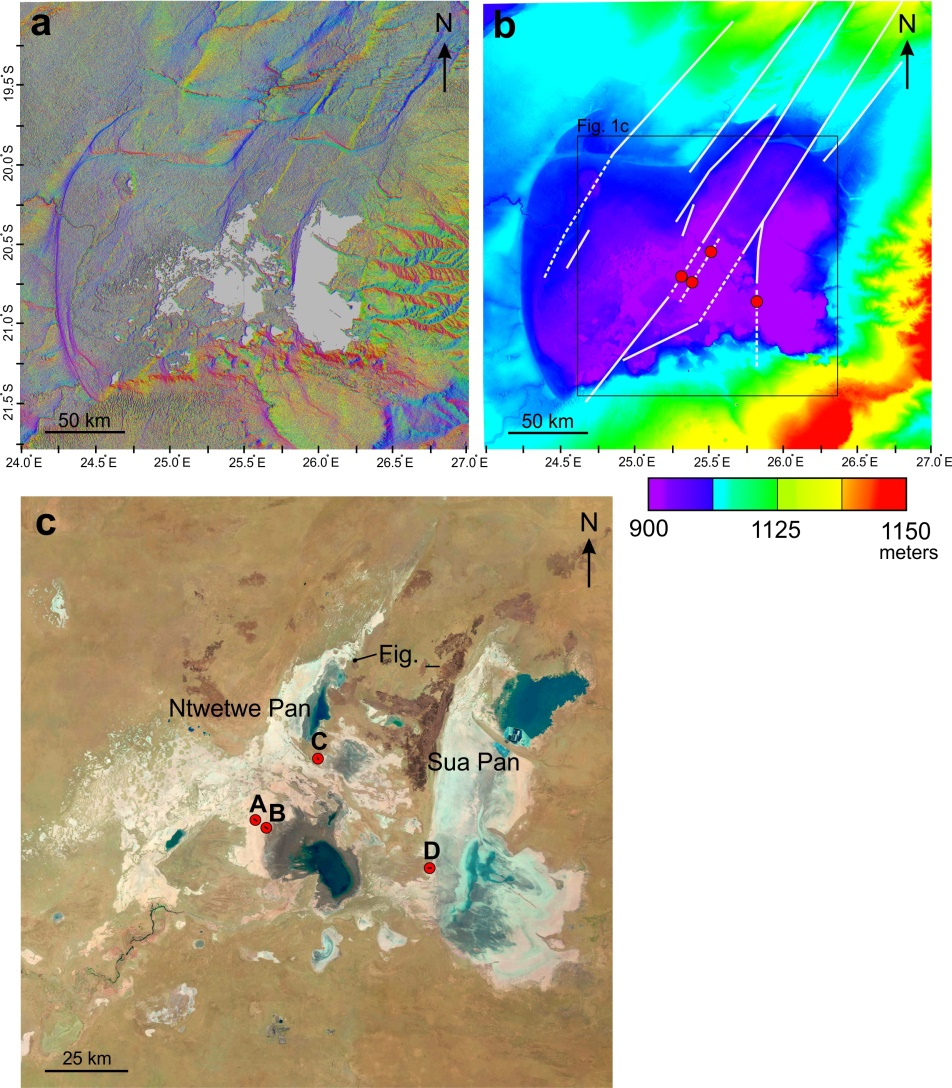 a
N
19.5°S
20.0°S
20.5°S
21.0°S
21.5°S
50 km
24.0°E 24.5°E 25.0°E 25.5°E 26.0°E 26.5°E 27.0°E
b
N
Fig. 1c
50 km
24.5°E 25.0°E 25.5°E 26.0°E 26.5°E 27.0°E
900 1125 1150
meters
c
N
Fig. _
Ntwetwe Pan
C
Sua Pan
A
B
D
25 km